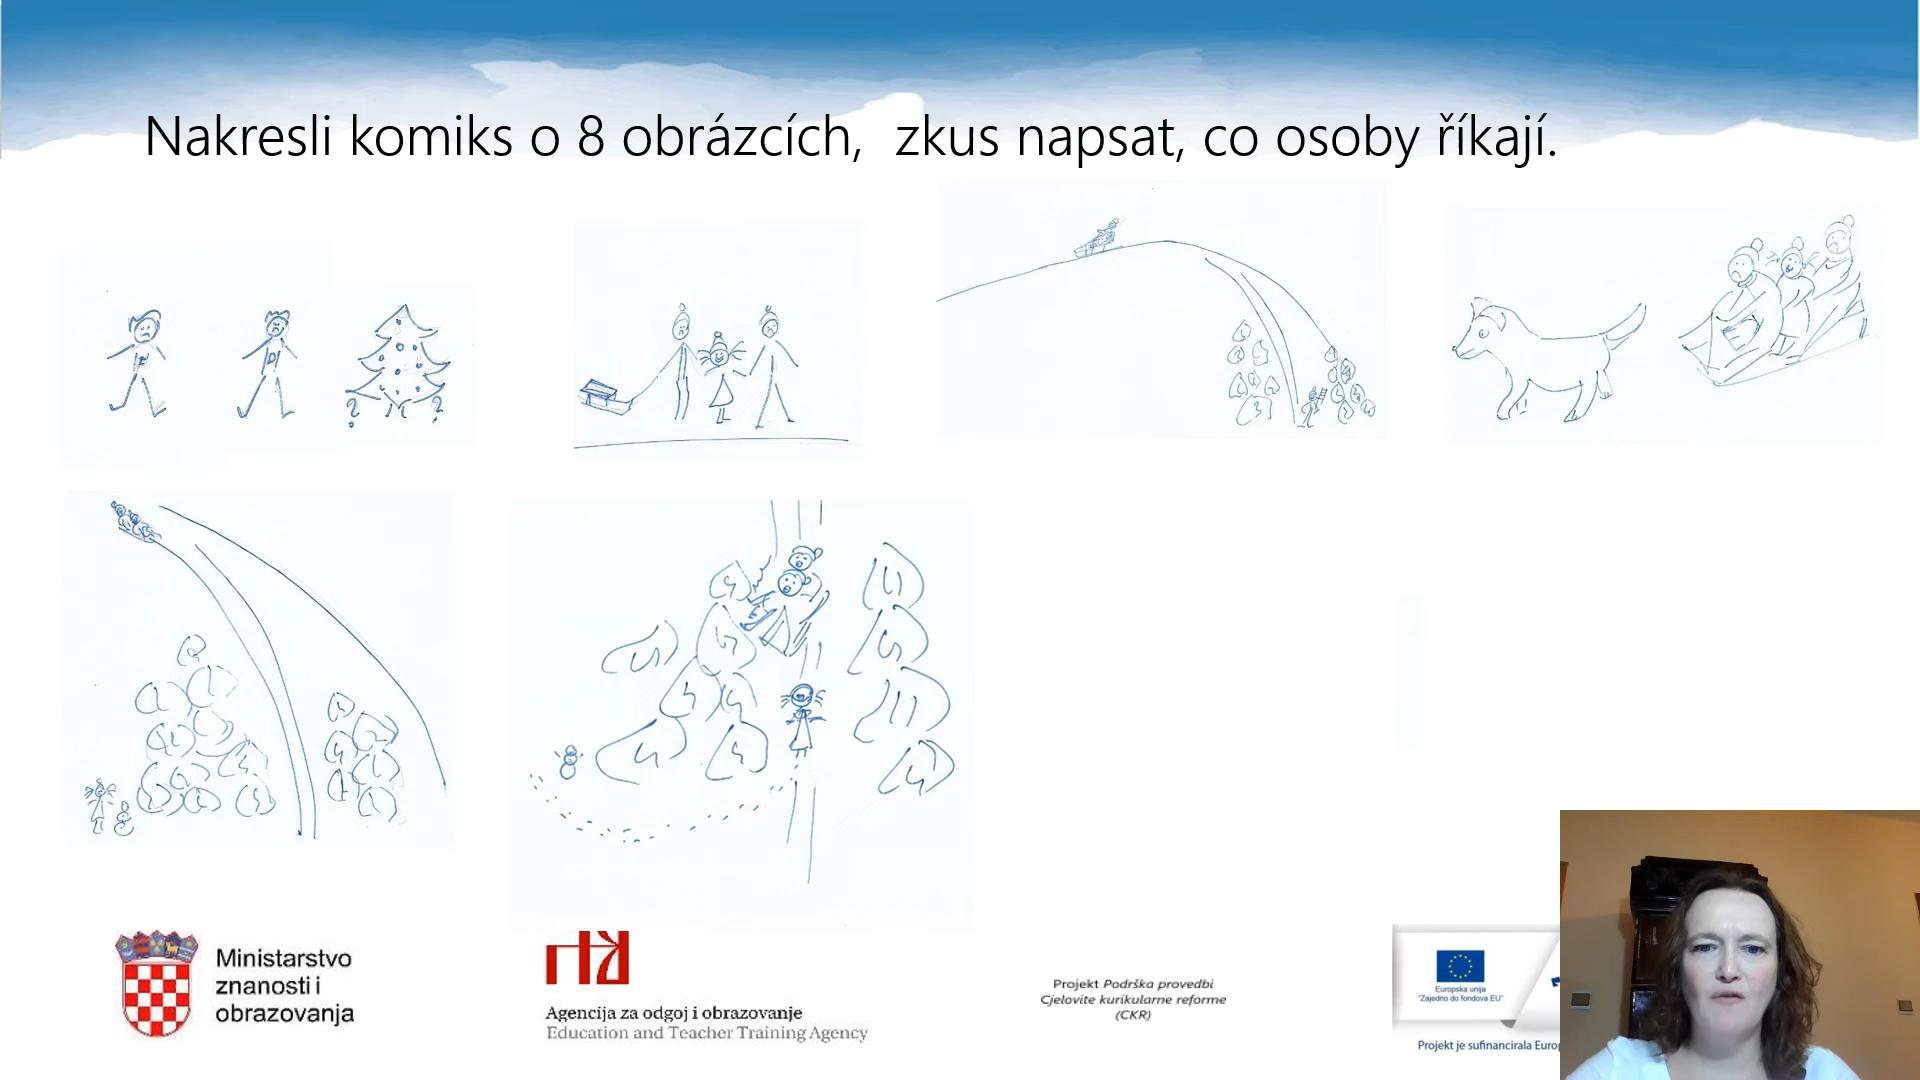 Nakresli komiks o 8 obrázcích,  zkus napsat, co osoby říkají.
? ?
Ministarstvo
znanosti i
obrazovanja
Agencija za odgoj i obrazovanje
Education and Teacher Training Agency
Projekt Podrška provedbi
Cjelovite kurikularne reforme
(CKR)
Europska unija
"Zajedno do fondova EU"
Projekt je sufinancirala Europ